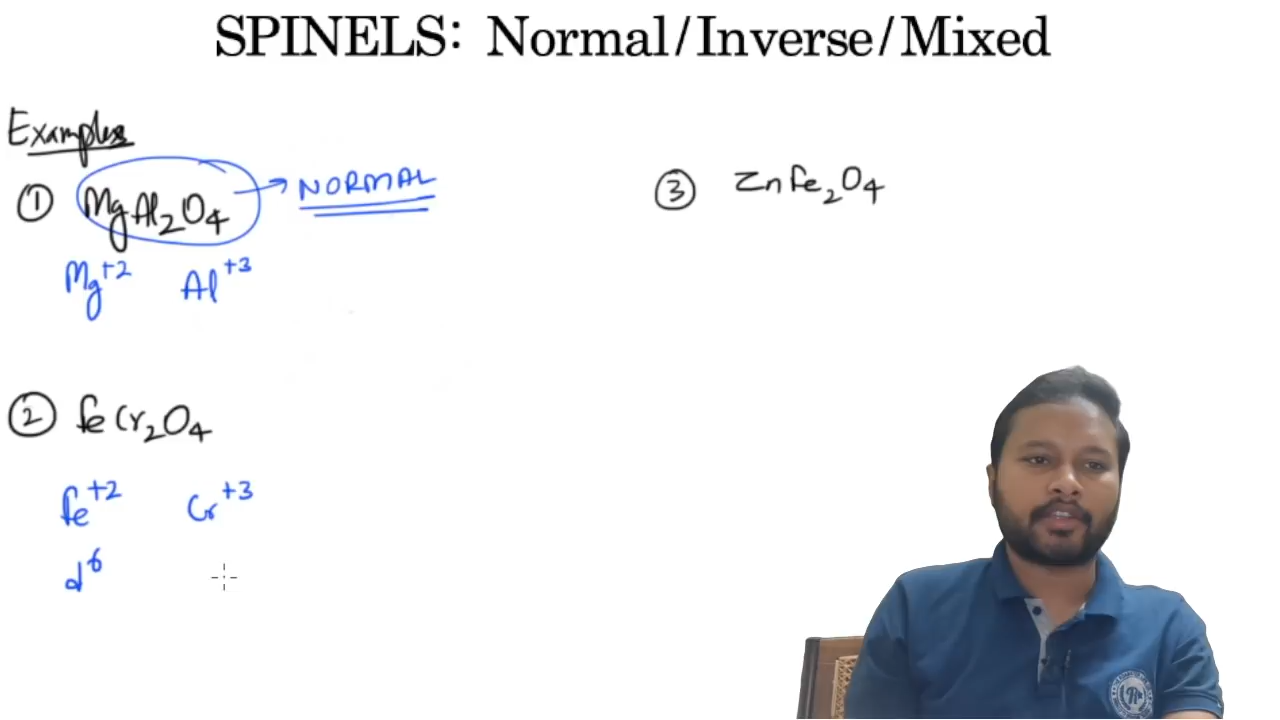 SPINELS: Normal/Inverse/Mixed
Examples
① MgAl₂O₄ → NORMAL
Mg⁺² Al⁺³
② FeCr₂O₄
Fe⁺² Cr⁺³
d⁶
③ ZnFe₂O₄